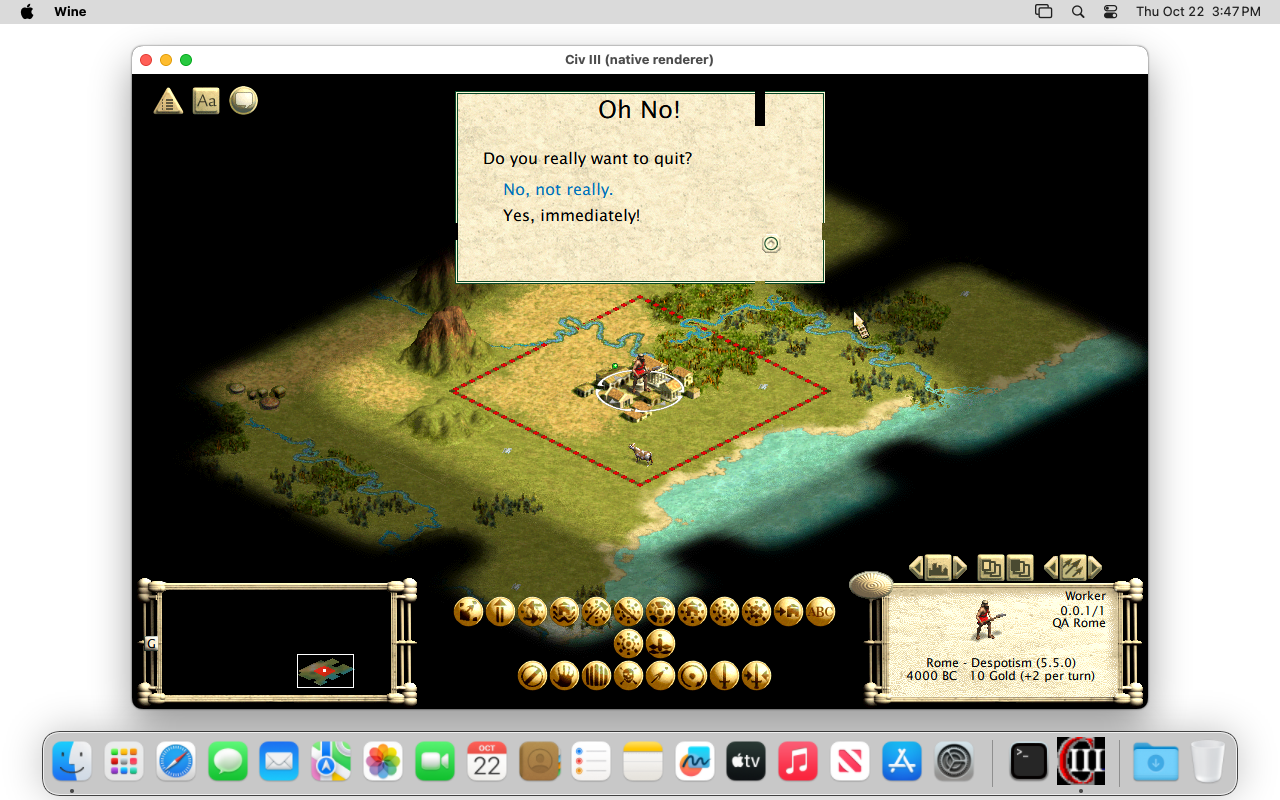 Wine
Thu Oct 22 3:47 PM
Civ III (native renderer)
Aa
Oh No!
Do you really want to quit?
No, not really.
Yes, immediately!
ABC
G
Worker
0.0.1/1
QA Rome
Rome - Despotism (5.5.0)
4000 BC 10 Gold (+2 per turn)
OCT
22
tv
>_
CIII